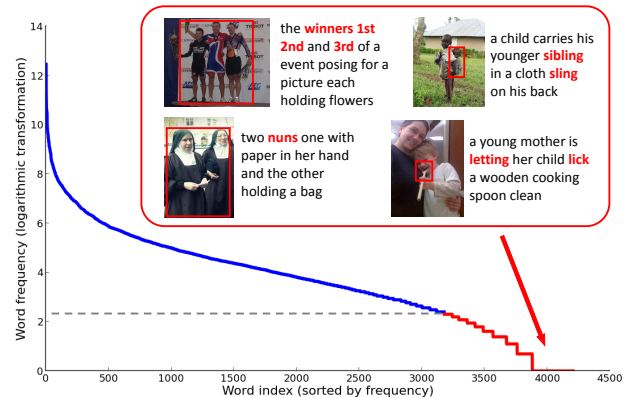 14
12
10
8
6
4
2
0
Word frequency (logarithmic transformation)
the winners 1st
2nd and 3rd of a
event posing for a
picture each
holding flowers
a child carries his
younger sibling
in a cloth sling
on his back
two nuns one with
paper in her hand
and the other
holding a bag
a young mother is
letting her child lick
a wooden cooking
spoon clean
0
500
1000
1500
2000
2500
3000
3500
4000
4500
Word index (sorted by frequency)